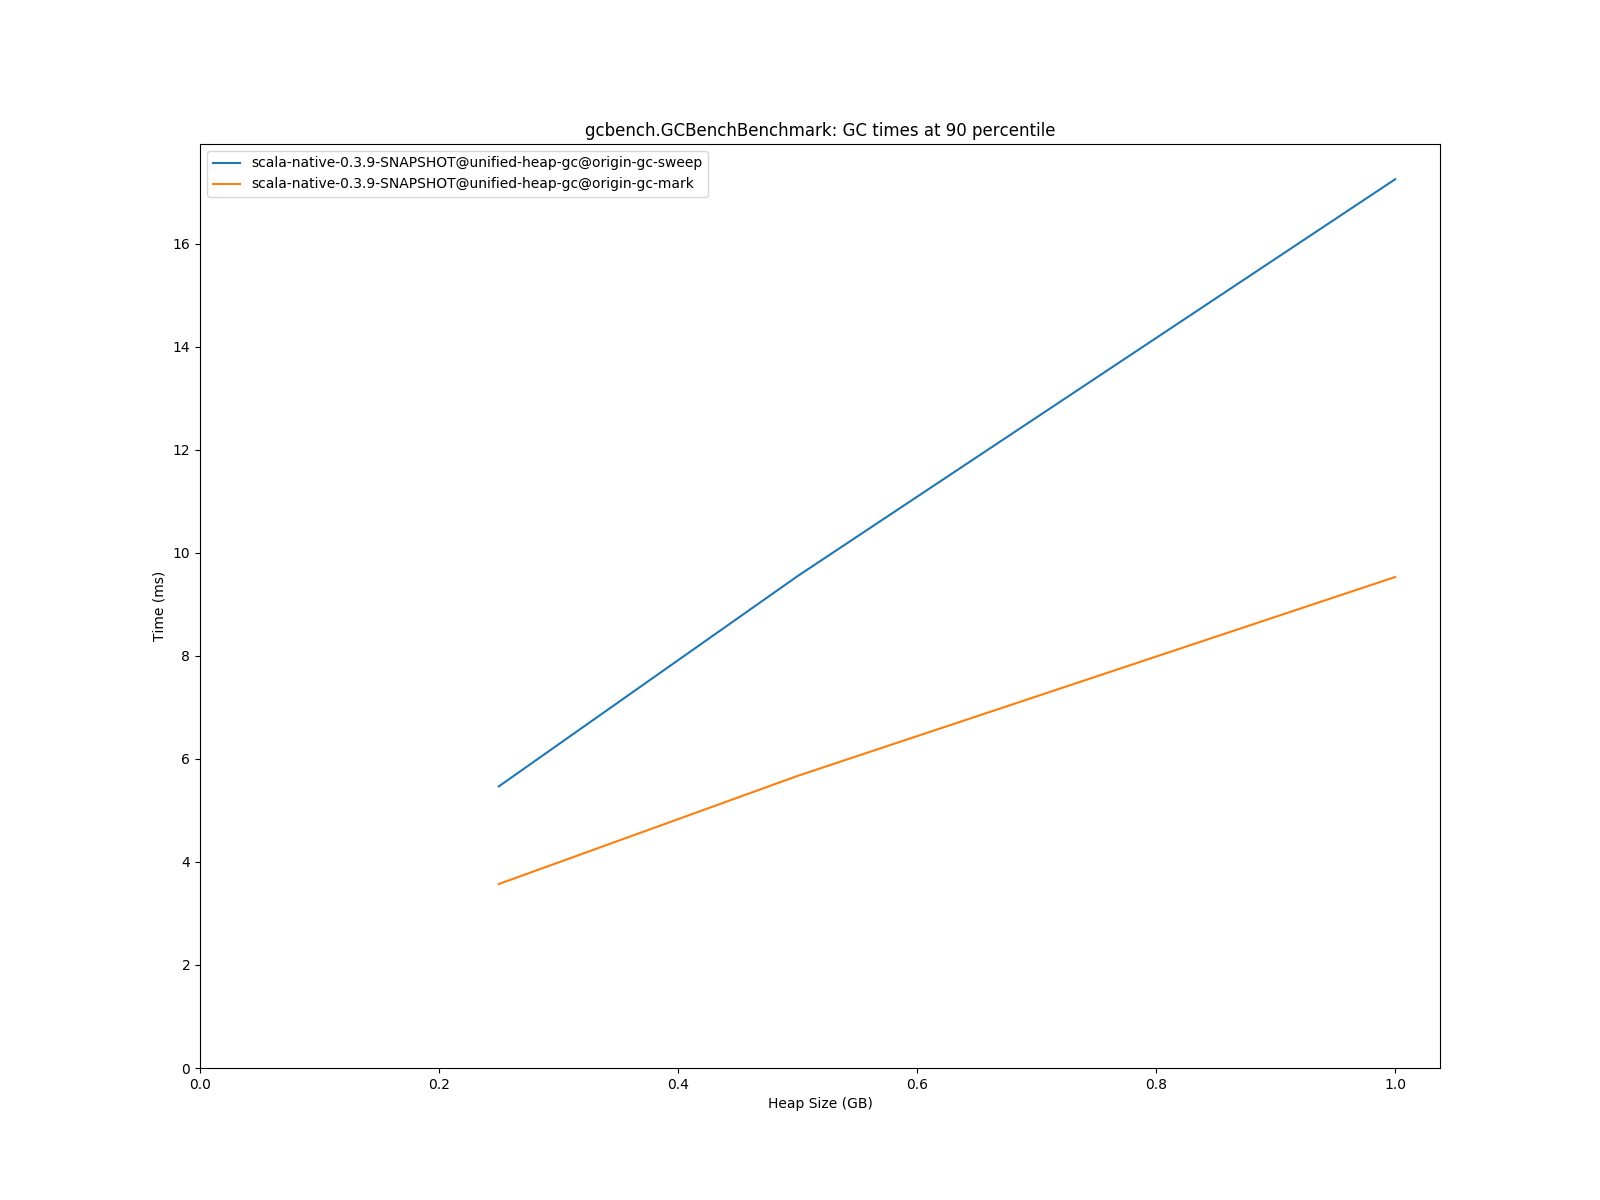 gcbench.GCBenchBenchmark: GC times at 90 percentile
scala-native-0.3.9-SNAPSHOT@unified-heap-gc@origin-gc-sweep
scala-native-0.3.9-SNAPSHOT@unified-heap-gc@origin-gc-mark
16
14
12
10
8
6
4
2
0
Time (ms)
0.0 0.2 0.4 0.6 0.8 1.0
Heap Size (GB)